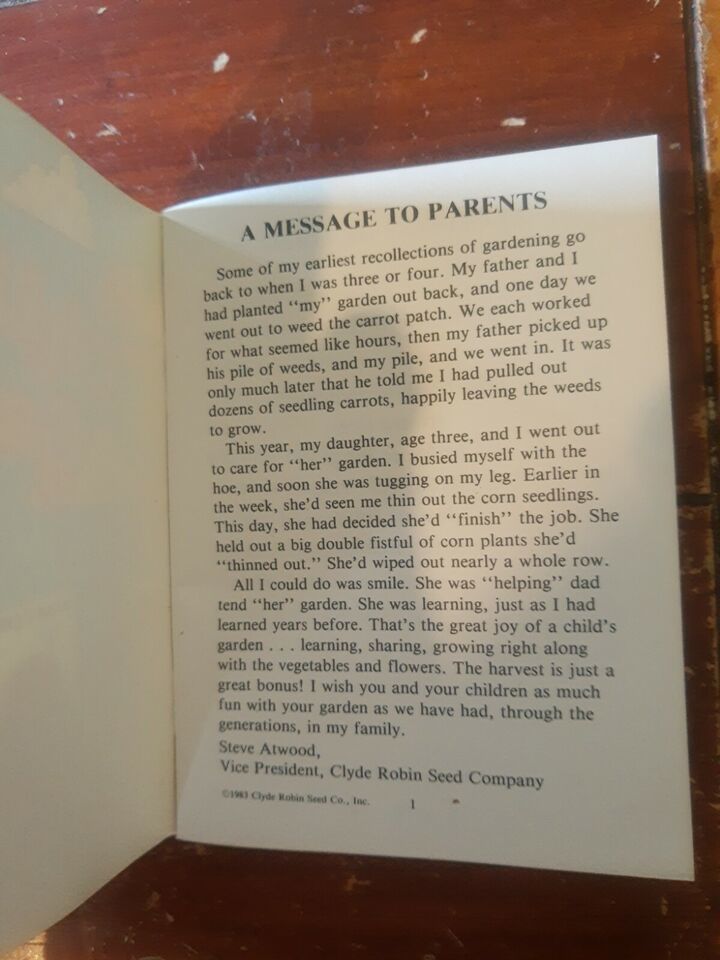 A MESSAGE TO PARENTS
Some of my earliest recollections of gardening go
back to when I was three or four. My father and I
had planted ‘‘my’’ garden out back, and one day we
went out to weed the carrot patch. We each worked
for what seemed like hours, then my father picked up
his pile of weeds, and my pile, and we went in. It was
only much later that he told me I had pulled out
dozens of seedling carrots, happily leaving the weeds
to grow.
This year, my daughter, age three, and I went out
to care for ‘‘her’’ garden. I busied myself with the
hoe, and soon she was tugging on my leg. Earlier in
the week, she’d seen me thin out the corn seedlings.
This day, she had decided she’d ‘‘finish’’ the job. She
held out a big double fistful of corn plants she’d
‘‘thinned out.’’ She’d wiped out nearly a whole row.
All I could do was smile. She was ‘‘helping’’ dad
tend ‘‘her’’ garden. She was learning, just as I had
learned years before. That’s the great joy of a child’s
garden . . . learning, sharing, growing right along
with the vegetables and flowers. The harvest is just a
great bonus! I wish you and your children as much
fun with your garden as we have had, through the
generations, in my family.
Steve Atwood,
Vice President, Clyde Robin Seed Company
©1983 Clyde Robin Seed Co., Inc.
1